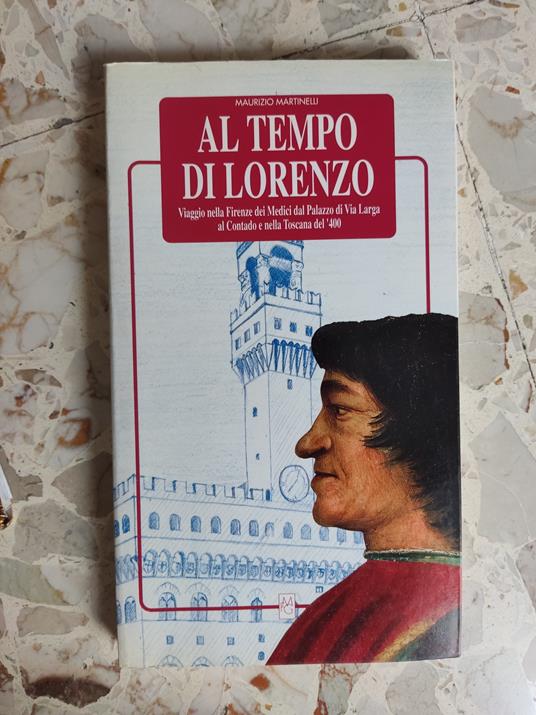 MAURIZIO MARTINELLI
AL TEMPO
DI LORENZO
Viaggio nella Firenze dei Medici dal Palazzo di Via Larga
al Contado e nella Toscana del '400